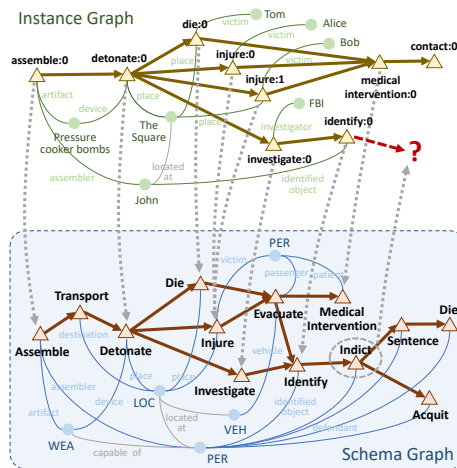 Instance Graph
die:0
victim
Tom
victim
Alice
Bob
injure:0
victim
contact:0
assemble:0
detonate:0
place
injure:1
medical
intervention:0
artifact
device
place
place
FBI
Pressure
cooker bombs
The
Square
investigator
identify:0
?
investigate:0
assembler
located
at
identified
object
John
PER
victim
passenger
patient
Transport
Die
Evacuate
Medical
Intervention
Die
destination
Assemble
Detonate
Injure
vehicle
Indict
Sentence
assembler
place
place
Investigate
Identify
artifact
device
LOC
identified
object
Acquit
located
at
VEH
defendant
WEA
capable of
PER
Schema Graph